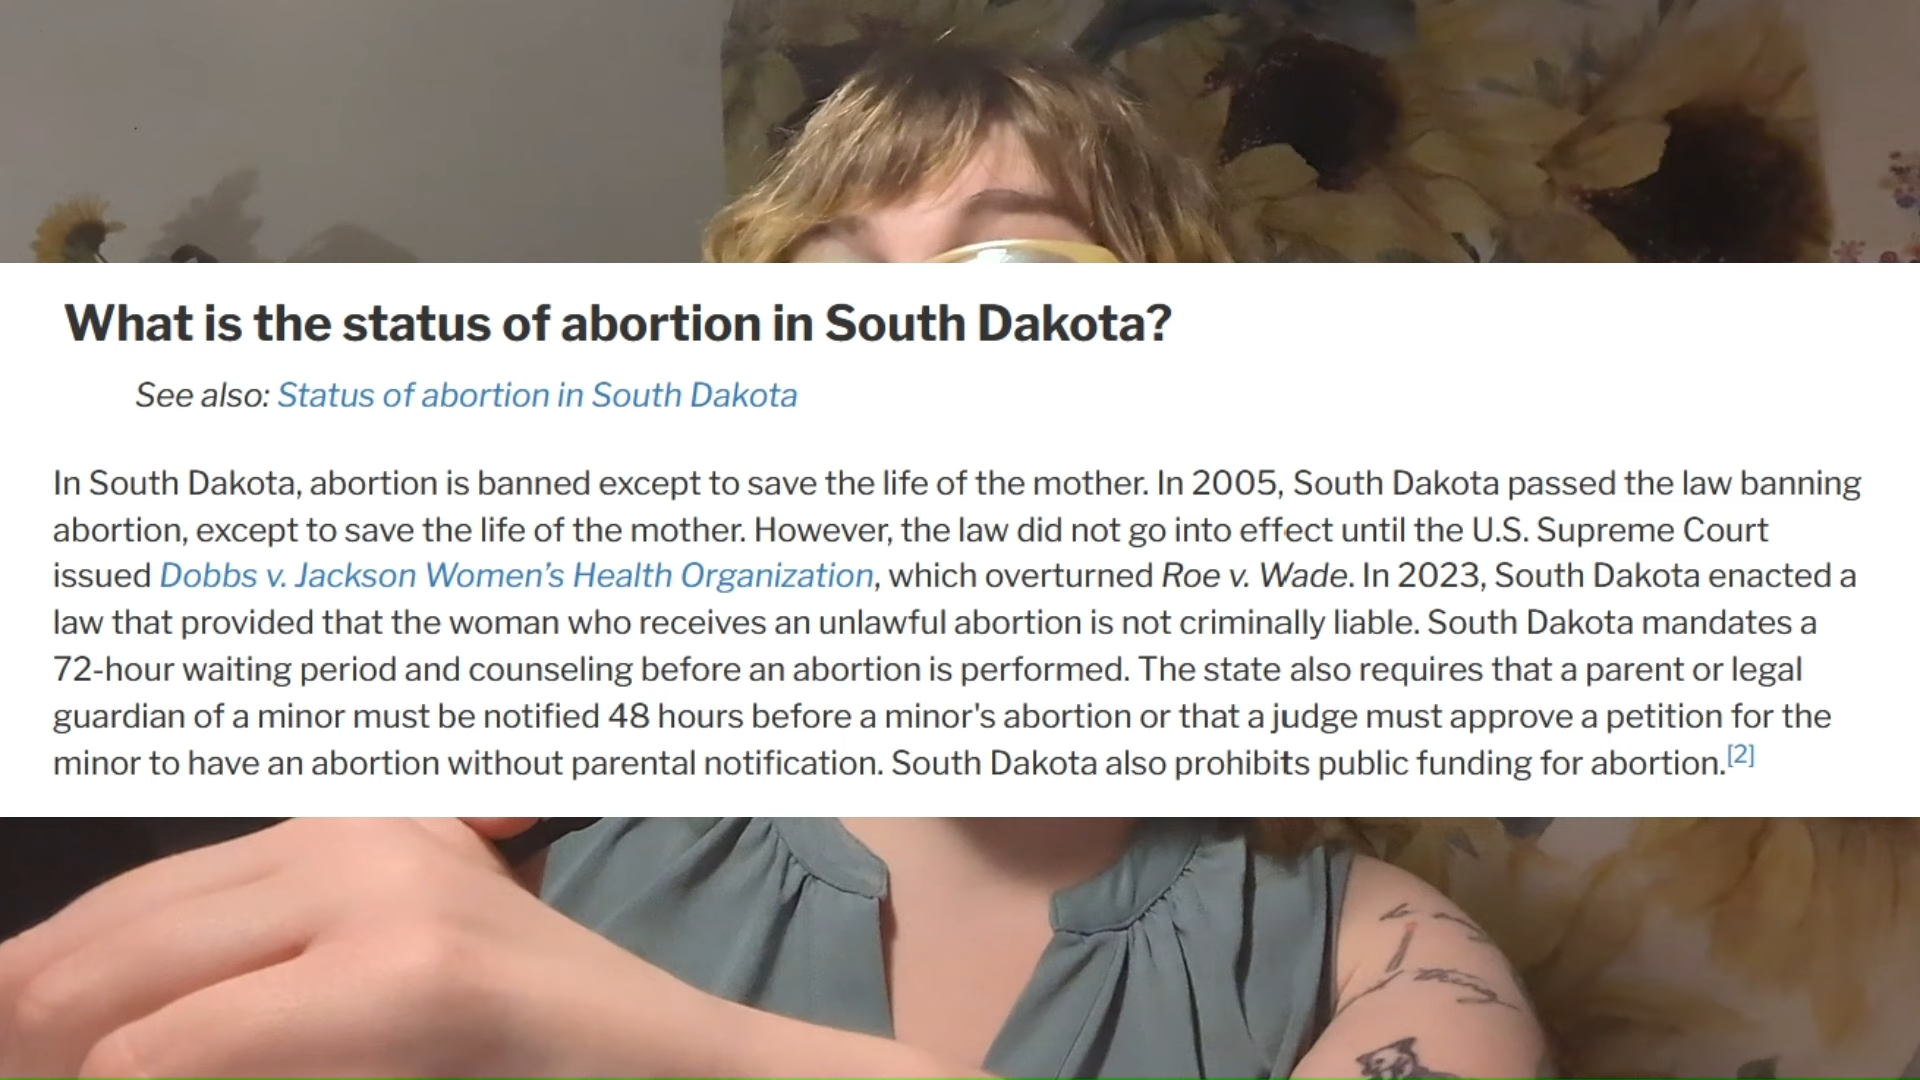 What is the status of abortion in South Dakota?
See also: Status of abortion in South Dakota
In South Dakota, abortion is banned except to save the life of the mother. In 2005, South Dakota passed the law banning
abortion, except to save the life of the mother. However, the law did not go into effect until the U.S. Supreme Court
issued Dobbs v. Jackson Women’s Health Organization, which overturned Roe v. Wade. In 2023, South Dakota enacted a
law that provided that the woman who receives an unlawful abortion is not criminally liable. South Dakota mandates a
72-hour waiting period and counseling before an abortion is performed. The state also requires that a parent or legal
guardian of a minor must be notified 48 hours before a minor's abortion or that a judge must approve a petition for the
minor to have an abortion without parental notification. South Dakota also prohibits public funding for abortion.[2]